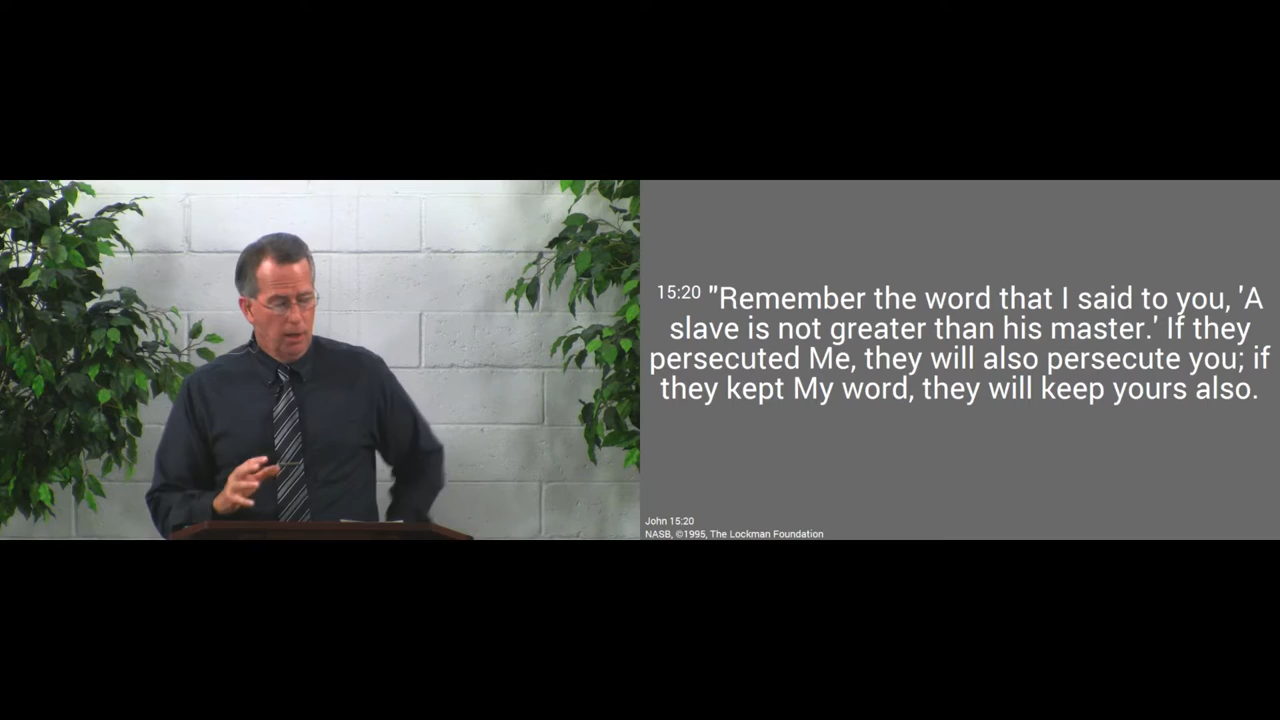 15:20 "Remember the word that I said to you, 'A
slave is not greater than his master.' If they
persecuted Me, they will also persecute you; if
they kept My word, they will keep yours also.
John 15:20
NASB, ©1995, The Lockman Foundation